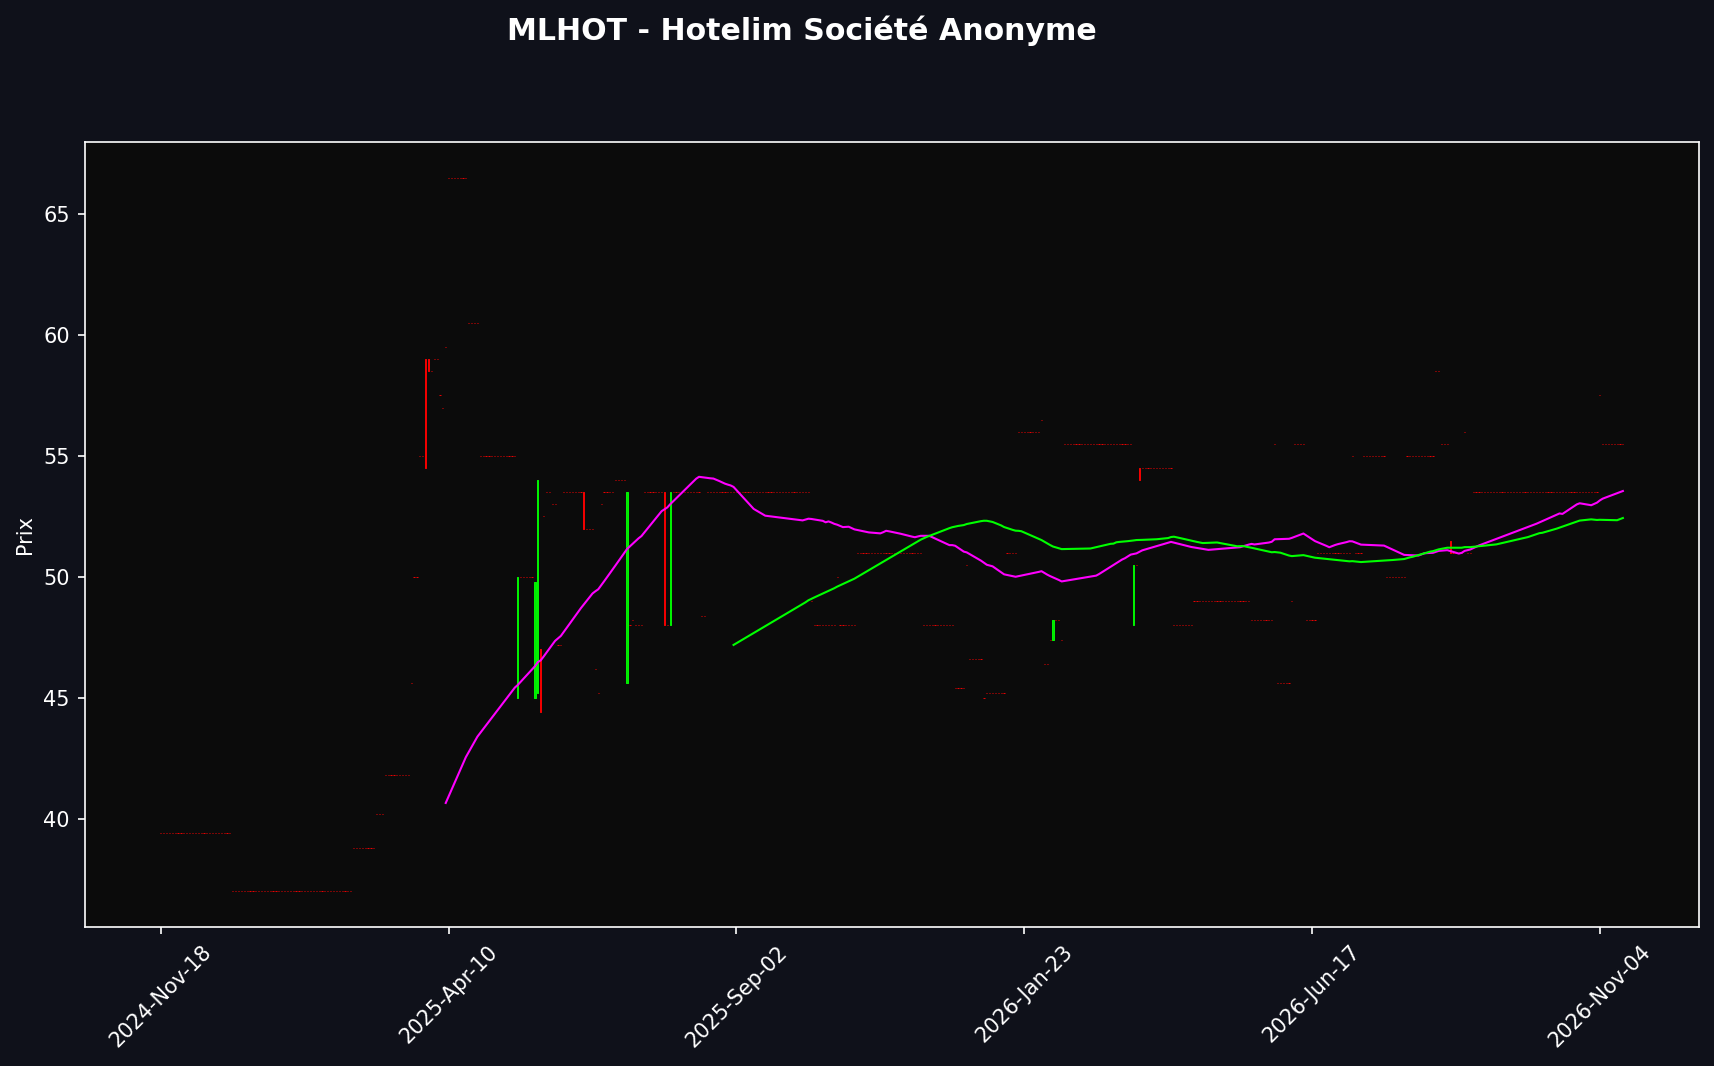 MLHOT - Hotelim Société Anonyme
65
60
55
50
45
40
Prix
2024-Nov-18
2025-Apr-10
2025-Sep-02
2026-Jan-23
2026-Jun-17
2026-Nov-04